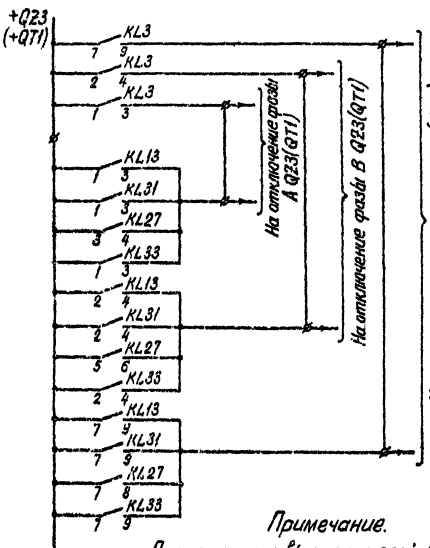 +Q23
(+QT1)
KL3
7 9
KL3
2 4
KL3
1 3
KL13
1 3
KL31
1 3
KL27
3 4
KL33
1 3
KL13
2 4
KL31
2 4
KL27
5 6
KL33
2 4
KL13
7 9
KL31
7 9
KL27
7 8
KL33
7 9
На отключение фазы
А Q23(QT1)
На отключение фазы В Q23(QT1)
Примечание.